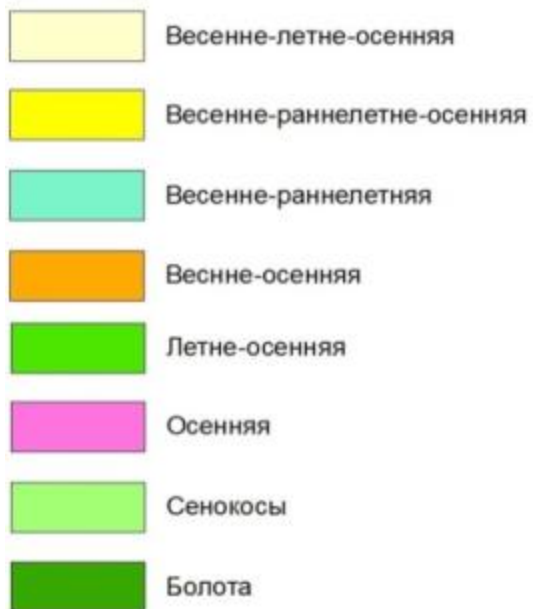 Весенне-летне-осенняя
Весенне-раннелетне-осенняя
Весенне-раннелетняя
Веснне-осенняя
Летне-осенняя
Осенняя
Сенокосы
Болота